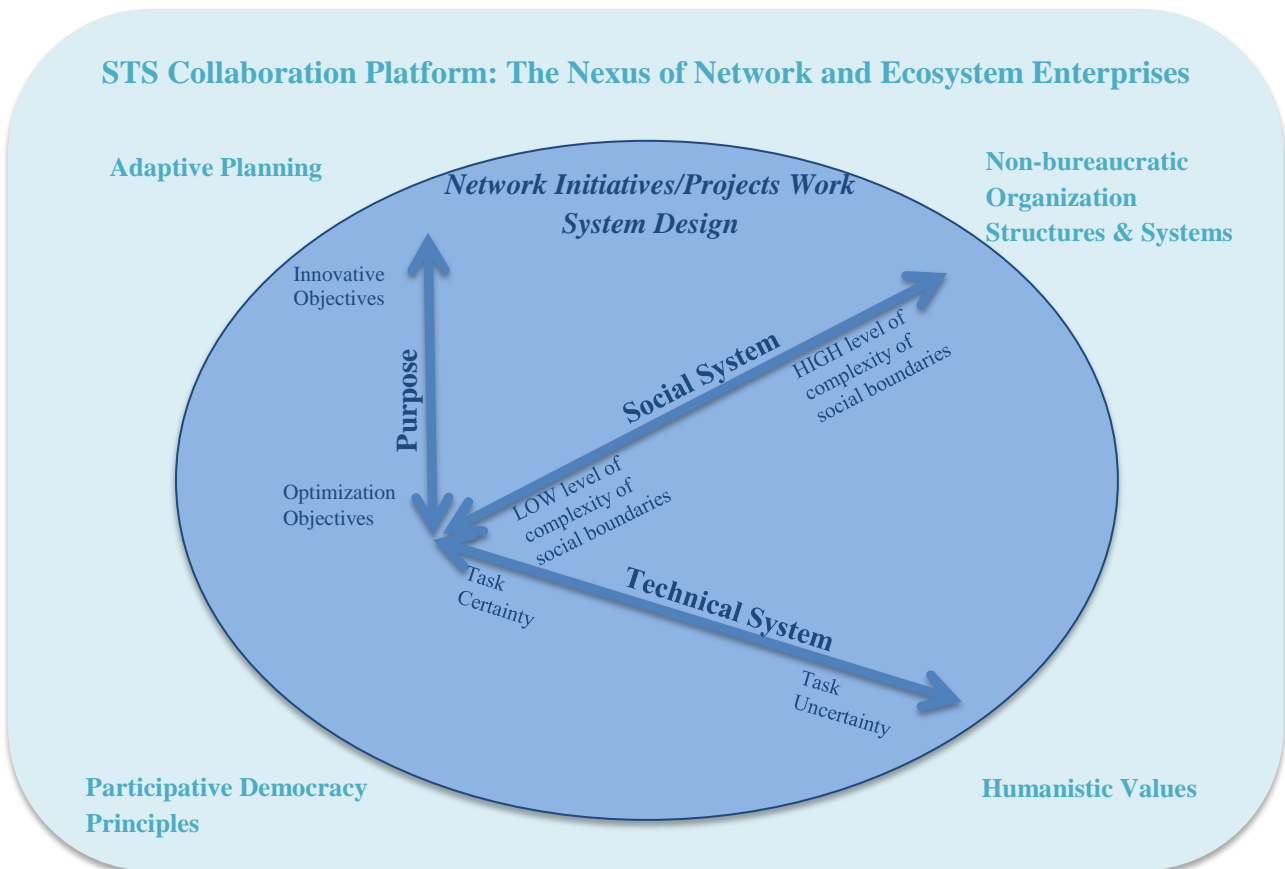 STS Collaboration Platform: The Nexus of Network and Ecosystem Enterprises
Adaptive Planning
Non-bureaucratic
Organization
Structures & Systems
Network Initiatives/Projects Work
System Design
Innovative
Objectives
Purpose
Optimization
Objectives
Social System
HIGH level of
complexity of
social boundaries
LOW level of
complexity of
social boundaries
Technical System
Task
Certainty
Task
Uncertainty
Participative Democracy
Principles
Humanistic Values